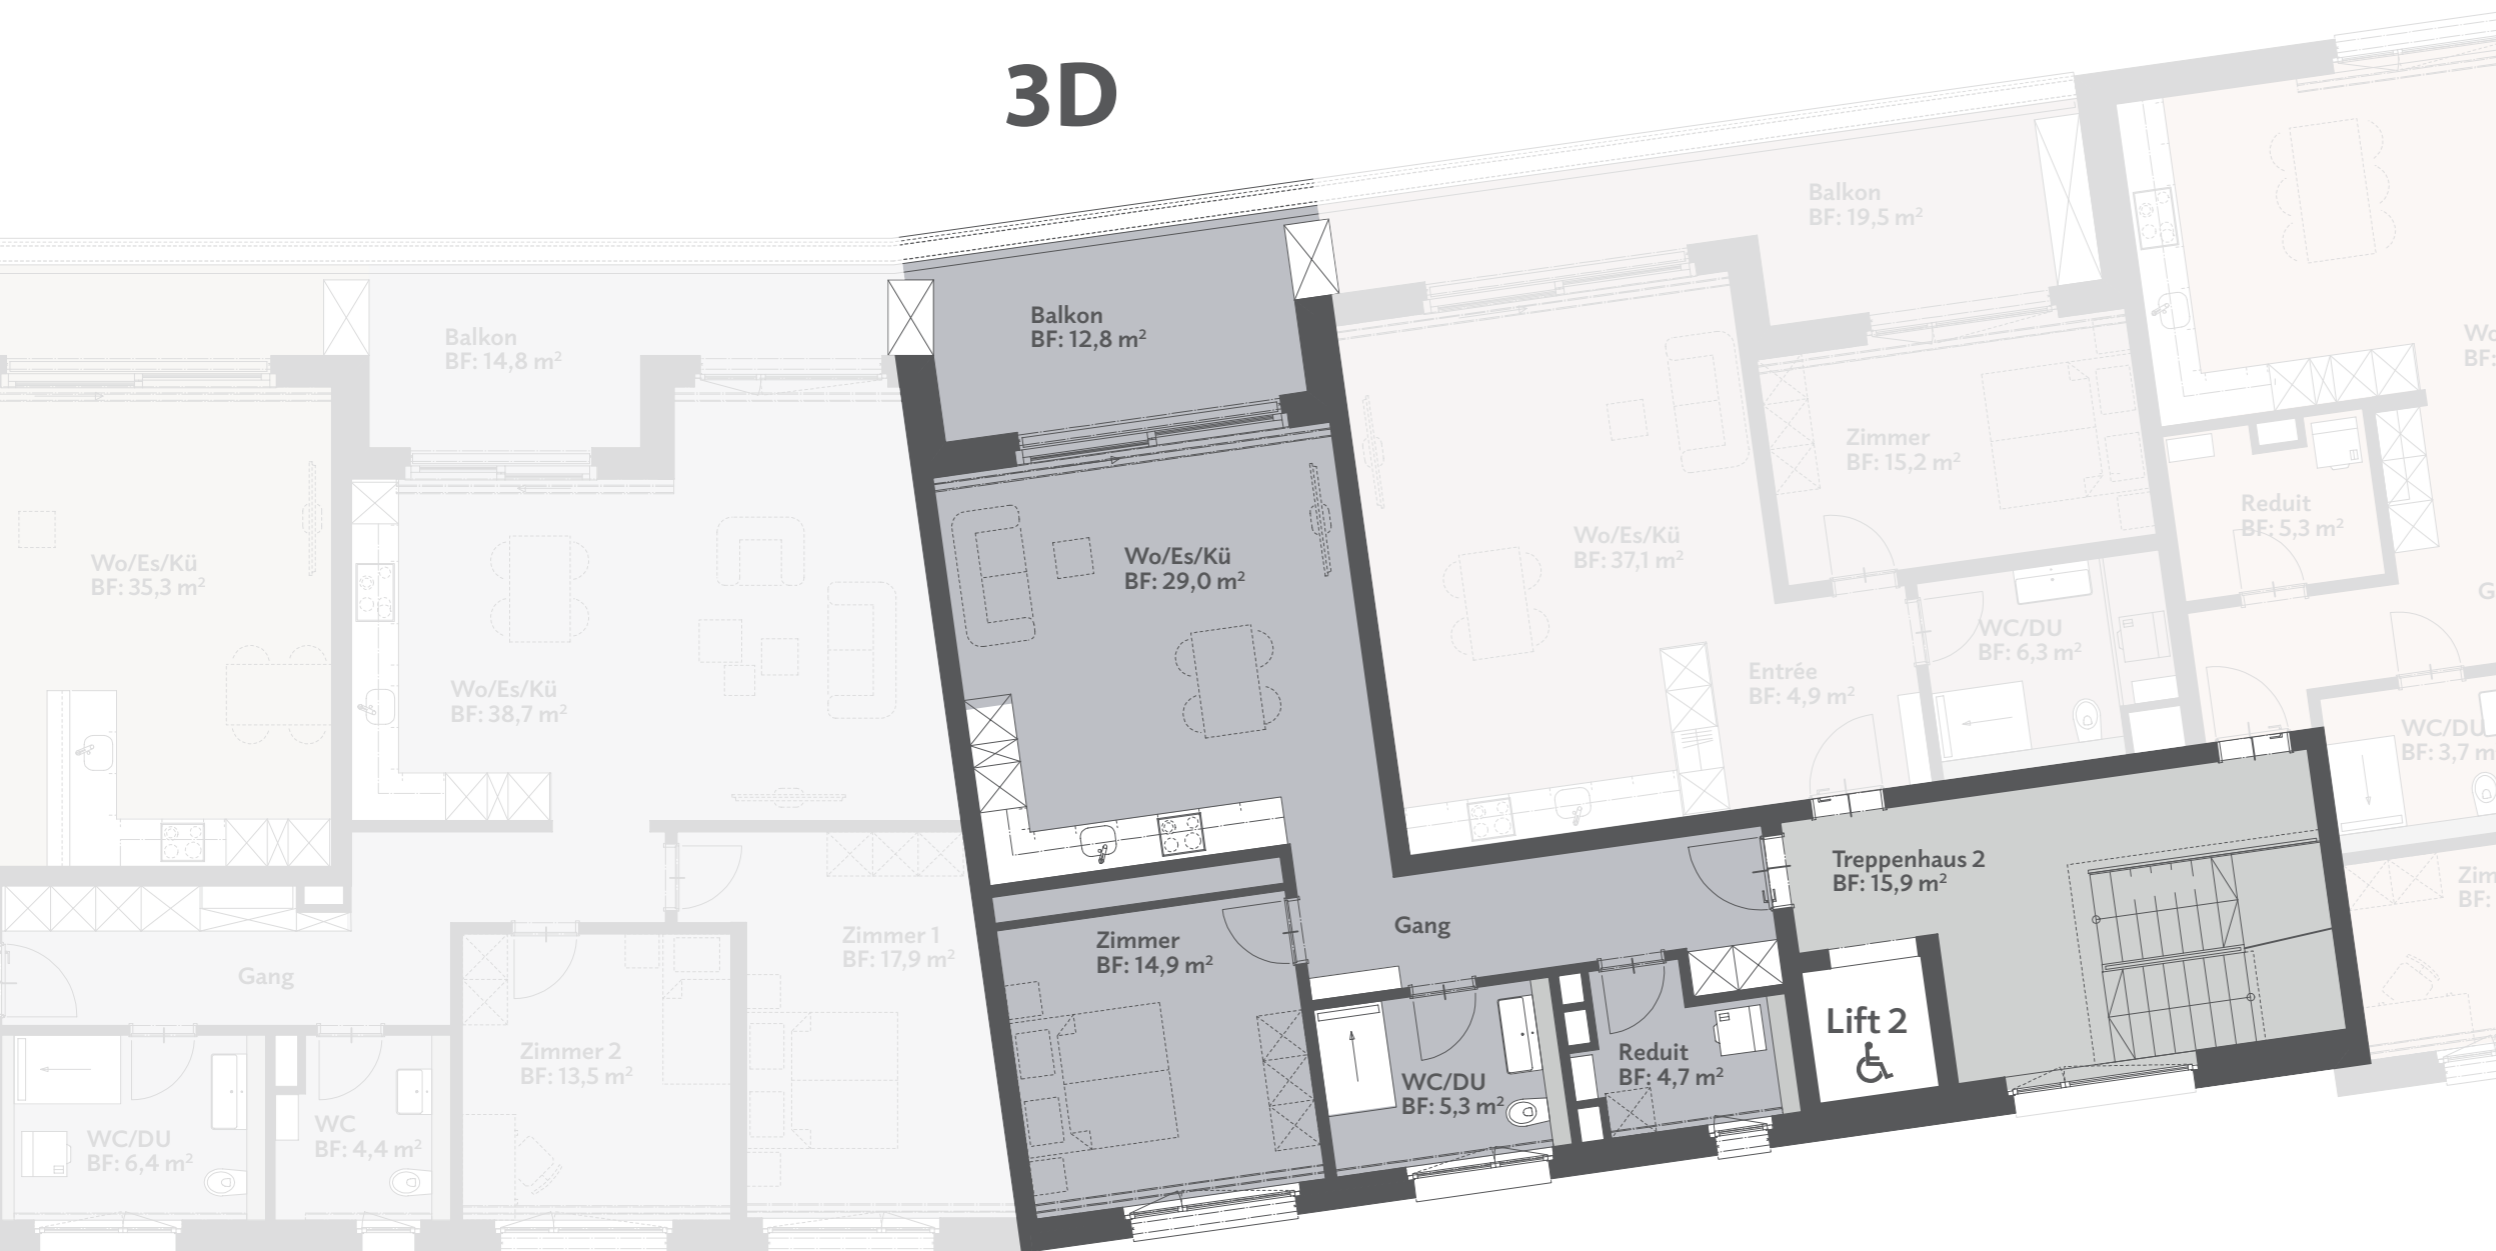 3D
Balkon
BF: 19,5 m²
Balkon
BF: 12,8 m²
Balkon
BF: 14,8 m²
Wo
BF:
Zimmer
BF: 15,2 m²
Reduit
BF: 5,3 m²
Wo/Es/Kü
BF: 35,3 m²
Wo/Es/Kü
BF: 29,0 m²
Wo/Es/Kü
BF: 37,1 m²
G
WC/DU
BF: 6,3 m²
Entrée
BF: 4,9 m²
Wo/Es/Kü
BF: 38,7 m²
WC/DU
BF: 3,7 m
Treppenhaus 2
BF: 15,9 m²
Zim
BF:
Gang
Zimmer 1
BF: 17,9 m²
Zimmer
BF: 14,9 m²
Gang
Lift 2
Zimmer 2
BF: 13,5 m²
Reduit
BF: 4,7 m²
WC/DU
BF: 5,3 m²
WC
BF: 4,4 m²
WC/DU
BF: 6,4 m²